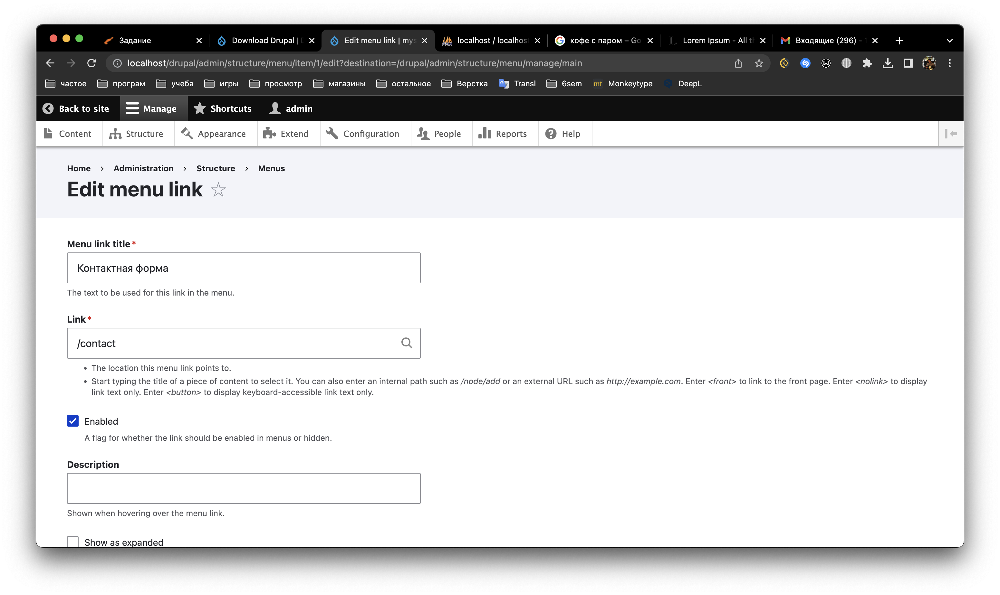 Задание
Download Drupal |
Edit menu link | mys
localhost / localhost
кофе с паром – Go
Lorem Ipsum - All th
Входящие (296) -
localhost/drupal/admin/structure/menu/item/1/edit?destination=/drupal/admin/structure/menu/manage/main
частое
програм
учеба
игры
просмотр
магазины
остальное
Верстка
Transl
6sem
mt Monkeytype
DeepL
Back to site
Manage
Shortcuts
admin
Content
Structure
Appearance
Extend
Configuration
People
Reports
Help
Home › Administration › Structure › Menus
Edit menu link
Menu link title*
Контактная форма
The text to be used for this link in the menu.
Link*
/contact
• The location this menu link points to.
• Start typing the title of a piece of content to select it. You can also enter an internal path such as /node/add or an external URL such as http://example.com. Enter <front> to link to the front page. Enter <nolink> to display
link text only. Enter <button> to display keyboard-accessible link text only.
Enabled
A flag for whether the link should be enabled in menus or hidden.
Description
Shown when hovering over the menu link.
Show as expanded